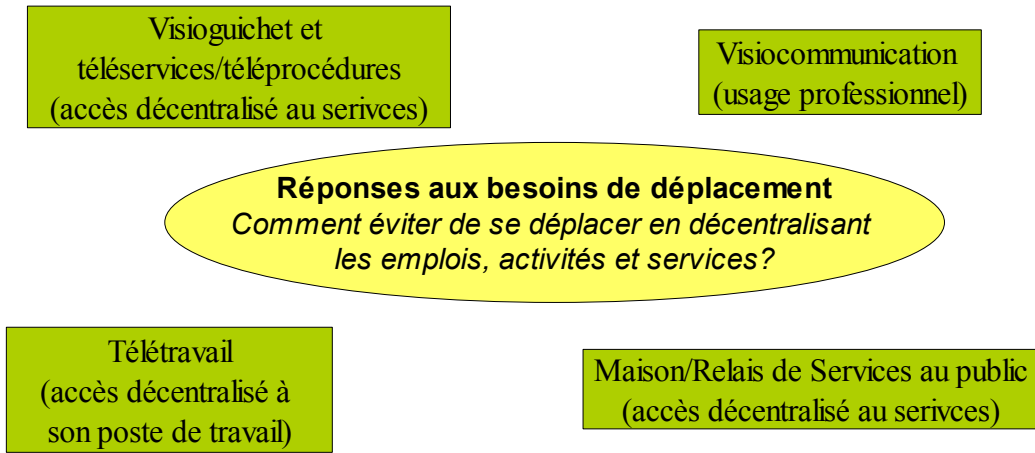 Visioguichet et
téléservices/téléprocédures
(accès décentralisé au serivces)
Visiocommunication
(usage professionnel)
Réponses aux besoins de déplacement
Comment éviter de se déplacer en décentralisant
les emplois, activités et services?
Télétravail
(accès décentralisé à
son poste de travail)
Maison/Relais de Services au public
(accès décentralisé au serivces)